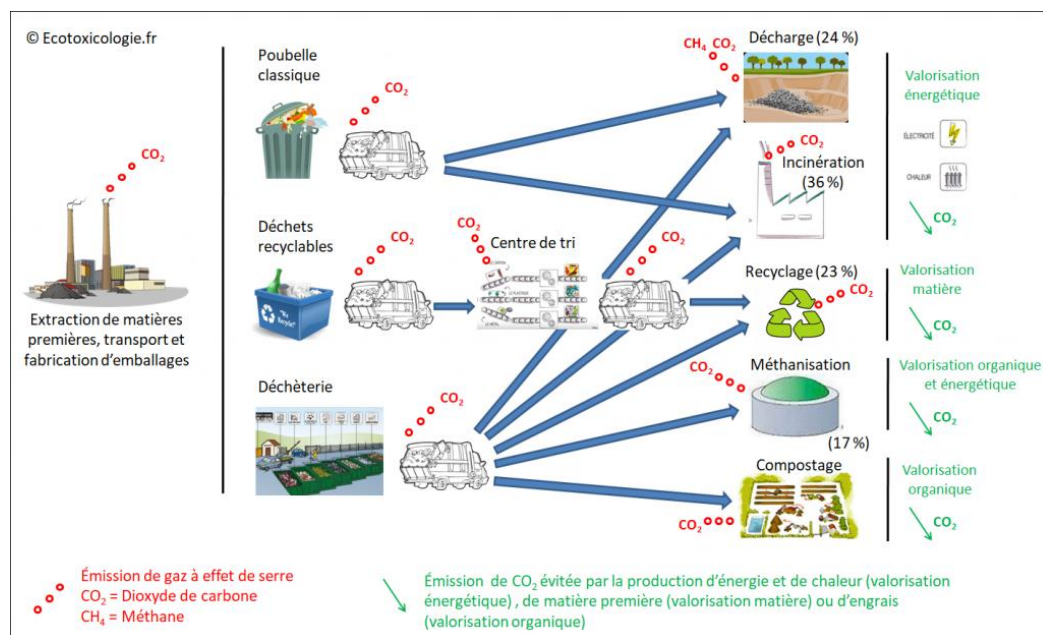 © Ecotoxicologie.fr
CO₂
Extraction de matières
premières, transport et
fabrication d'emballages
Poubelle
classique
CO₂
Déchets
recyclables
CO₂
Centre de tri
CO₂
CO₂
Déchèterie
CO₂
Décharge (24 %)
CH₄ CO₂
CO₂
Incinération
(36 %)
Recyclage (23 %)
CO₂
Méthanisation
CO₂
(17 %)
Compostage
CO₂
Valorisation
énergétique
ÉLECTRICITÉ
CHALEUR
CO₂
Valorisation
matière
CO₂
Valorisation organique
et énergétique
CO₂
Valorisation
organique
CO₂
Émission de gaz à effet de serre
CO₂ = Dioxyde de carbone
CH₄ = Méthane
Émission de CO₂ évitée par la production d'énergie et de chaleur (valorisation
énergétique) , de matière première (valorisation matière) ou d'engrais
(valorisation organique)